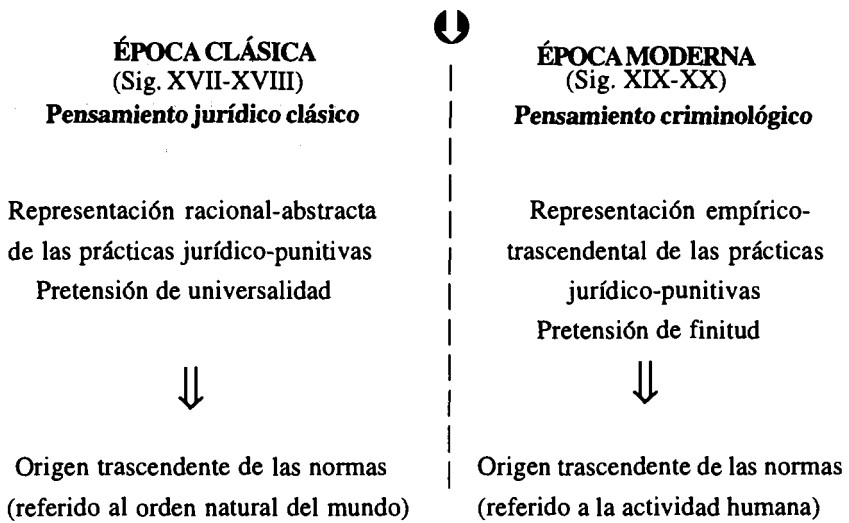 ÉPOCA CLÁSICA
(Sig. XVII-XVIII)
Pensamiento jurídico clásico
Representación racional-abstracta
de las prácticas jurídico-punitivas
Pretensión de universalidad
Origen trascendente de las normas
(referido al orden natural del mundo)
ÉPOCA MODERNA
(Sig. XIX-XX)
Pensamiento criminológico
Representación empírico-
trascendental de las prácticas
jurídico-punitivas
Pretensión de finitud
Origen trascendente de las normas
(referido a la actividad humana)